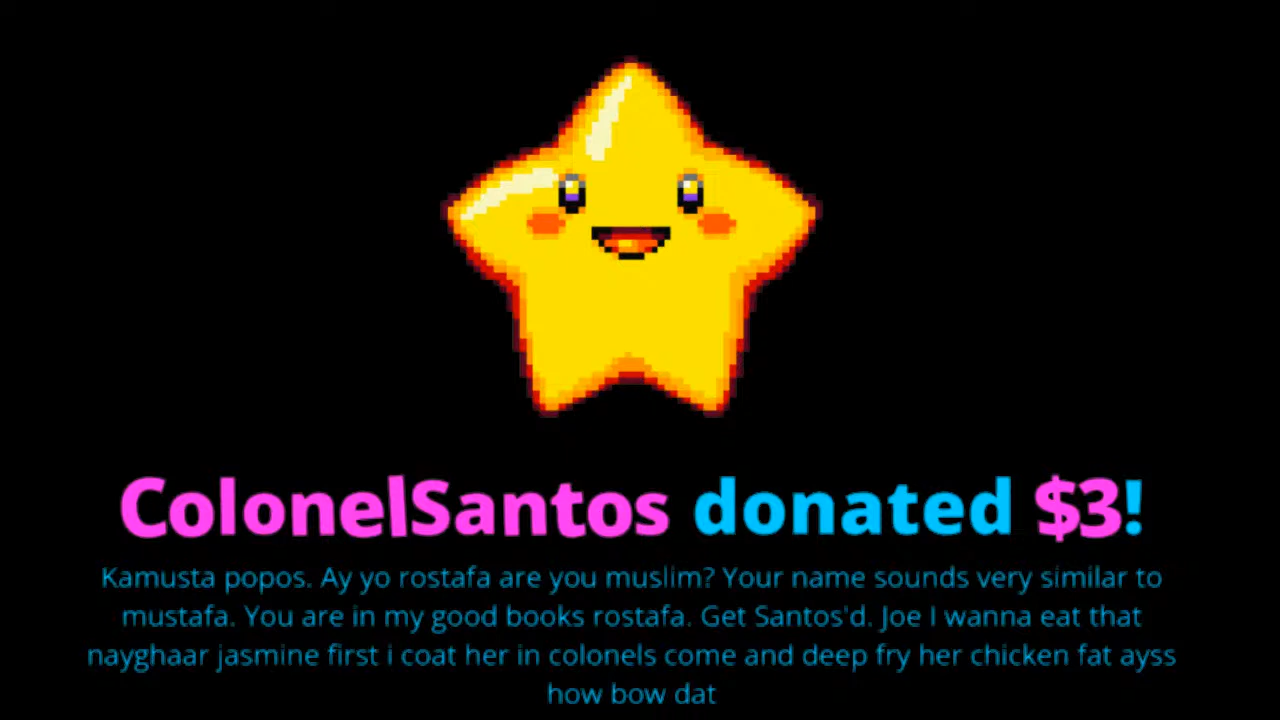 ColonelSantos donated $3!
Kamusta popos. Ay yo rostafa are you muslim? Your name sounds very similar to
mustafa. You are in my good books rostafa. Get Santos'd. Joe I wanna eat that
nayghaar jasmine first i coat her in colonels come and deep fry her chicken fat ayss
how bow dat